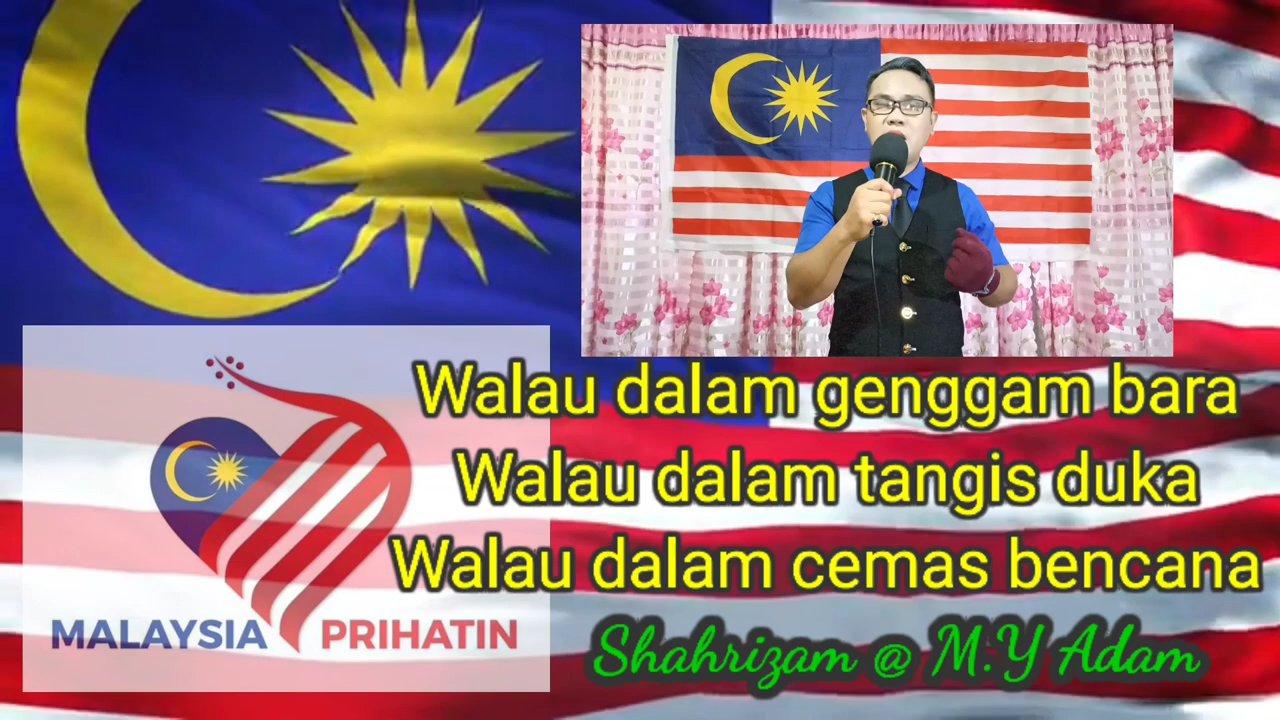 Walau dalam genggam bara
Walau dalam tangis duka
Walau dalam cemas bencana
MALAYSIA PRIHATIN
Shahrizam @ M.Y Adam